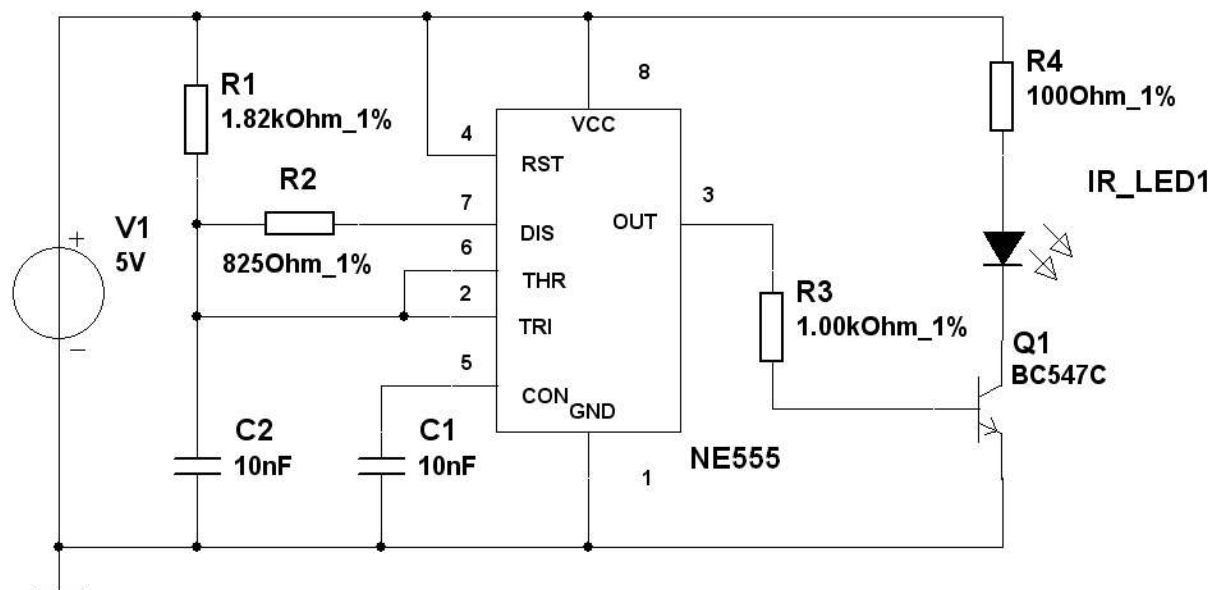 R1
1.82kOhm_1%
R2
825Ohm_1%
V1
5V
+
−
C2
10nF
C1
10nF
4
7
6
2
5
8
VCC
RST
DIS
THR
TRI
CON
GND
OUT
3
1
NE555
R3
1.00kOhm_1%
R4
100Ohm_1%
IR_LED1
Q1
BC547C